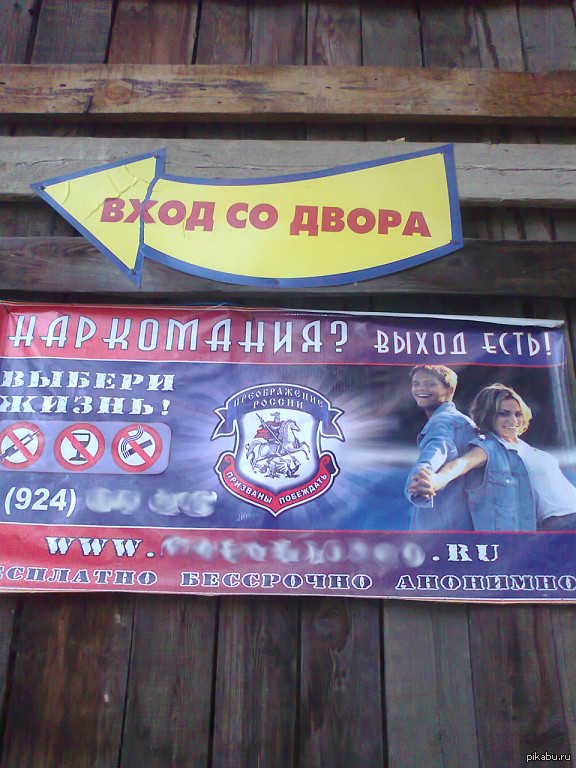 ВХОД СО ДВОРА
НАРКОМАНИЯ? ВЫХОД ЕСТЬ!
ВЫБЕРИ
ЖИЗНЬ!
ПРЕОБРАЖЕНИЕ
РОССИИ
ПРИЗВАНЫ ПОБЕЖДАТЬ
(924)
WWW. .RU
ЕСПЛАТНО БЕССРОЧНО АНОНИМНО
pikabu.ru